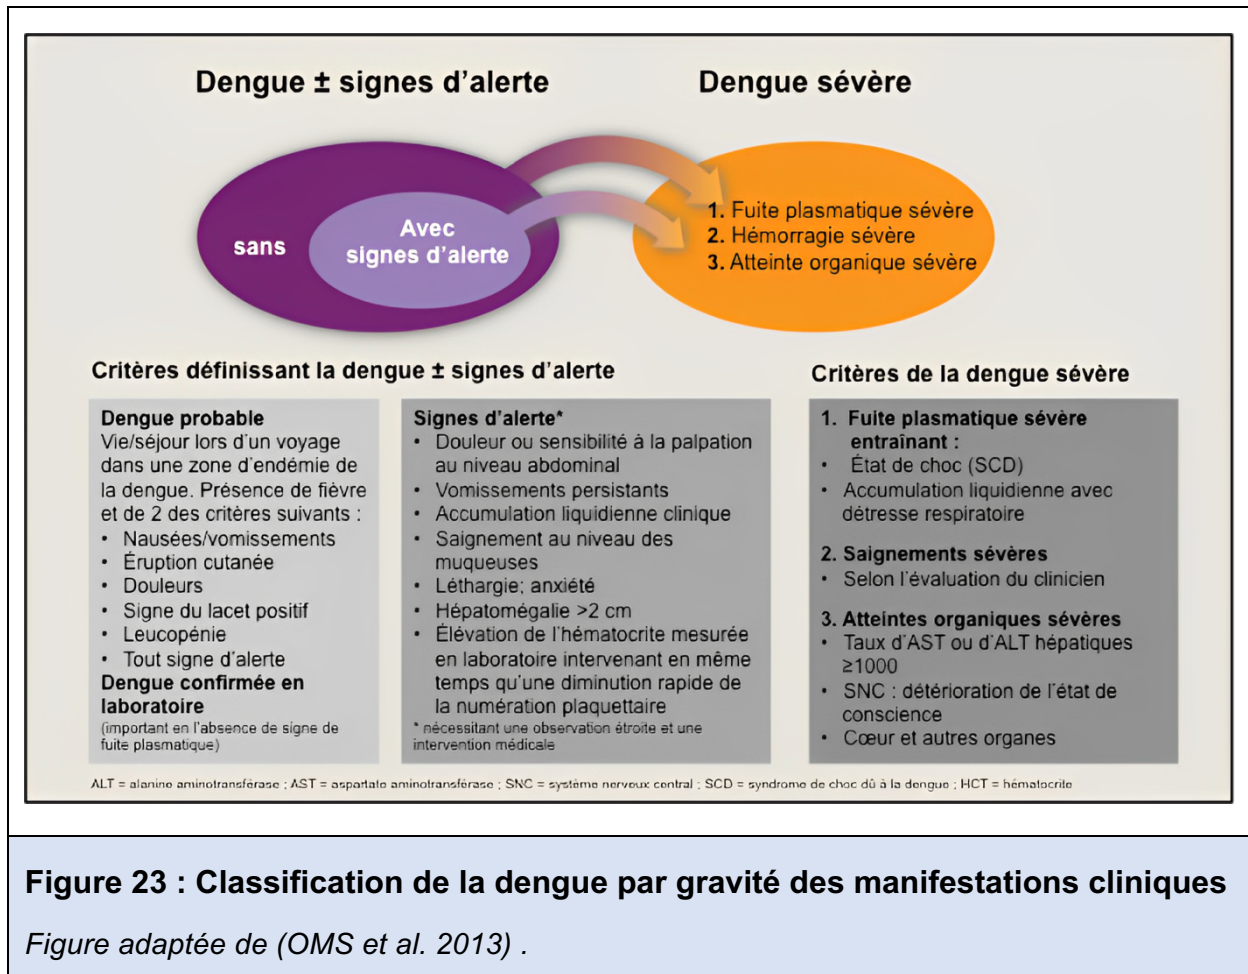 Dengue ± signes d’alerte
Dengue sévère
sans
Avec
signes d’alerte
1. Fuite plasmatique sévère
2. Hémorragie sévère
3. Atteinte organique sévère
Critères définissant la dengue ± signes d’alerte
Dengue probable
Vie/séjour lors d’un voyage
dans une zone d’endémie de
la dengue. Présence de fièvre
et de 2 des critères suivants :
• Nausées/vomissements
• Éruption cutanée
• Douleurs
• Signe du lacet positif
• Leucopénie
• Tout signe d’alerte
Dengue confirmée en
laboratoire
(important en l’absence de signe de
fuite plasmatique)
Signes d’alerte*
• Douleur ou sensibilité à la palpation
au niveau abdominal
• Vomissements persistants
• Accumulation liquidienne clinique
• Saignement au niveau des
muqueuses
• Léthargie; anxiété
• Hépatomégalie >2 cm
• Élévation de l’hématocrite mesurée
en laboratoire intervenant en même
temps qu’une diminution rapide de
la numération plaquettaire
* nécessitant une observation étroite et une
intervention médicale
Critères de la dengue sévère
1. Fuite plasmatique sévère
entraînant :
• État de choc (SCD)
• Accumulation liquidienne avec
détresse respiratoire
2. Saignements sévères
• Selon l’évaluation du clinicien
3. Atteintes organiques sévères
• Taux d’AST ou d’ALT hépatiques
≥1000
• SNC : détérioration de l’état de
conscience
• Cœur et autres organes
ALT = alanine aminotransférase ; AST = aspartate aminotransférase ; SNC = système nerveux central ; SCD = syndrome de choc dû à la dengue ; HCT = hématocrite
Figure 23 : Classification de la dengue par gravité des manifestations cliniques
Figure adaptée de (OMS et al. 2013) .